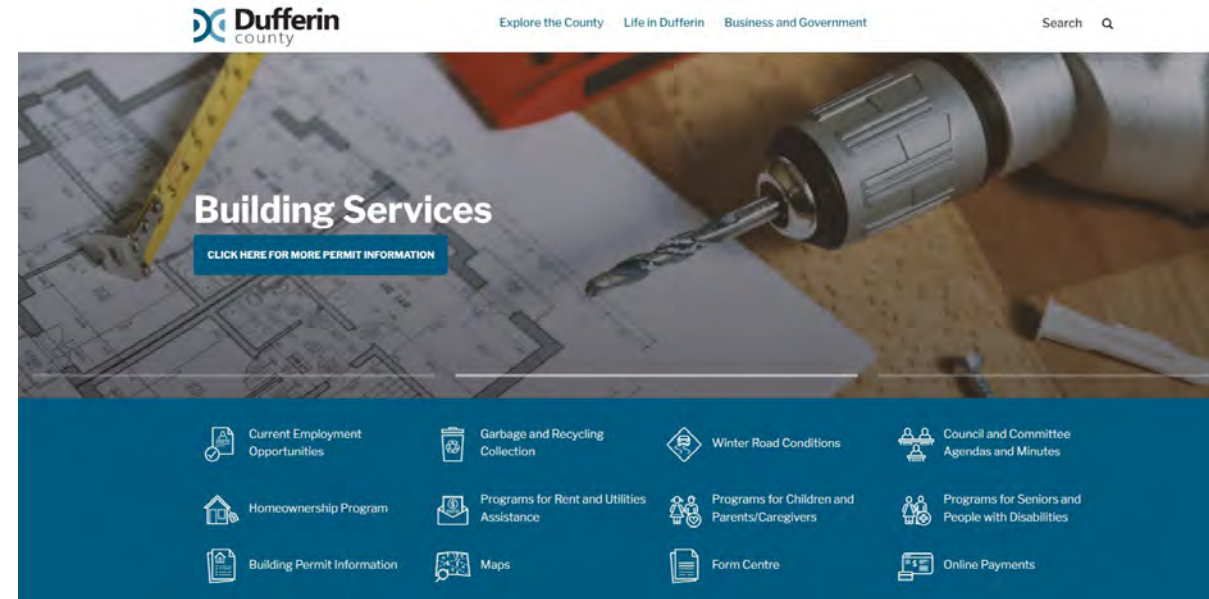 Dufferin
county
Explore the County
Life in Dufferin
Business and Government
Search
Building Services
CLICK HERE FOR MORE PERMIT INFORMATION
Current Employment
Opportunities
Garbage and Recycling
Collection
Winter Road Conditions
Council and Committee
Agendas and Minutes
Homeownership Program
Programs for Rent and Utilities
Assistance
Programs for Children and
Parents/Caregivers
Programs for Seniors and
People with Disabilities
Building Permit Information
Maps
Form Centre
Online Payments